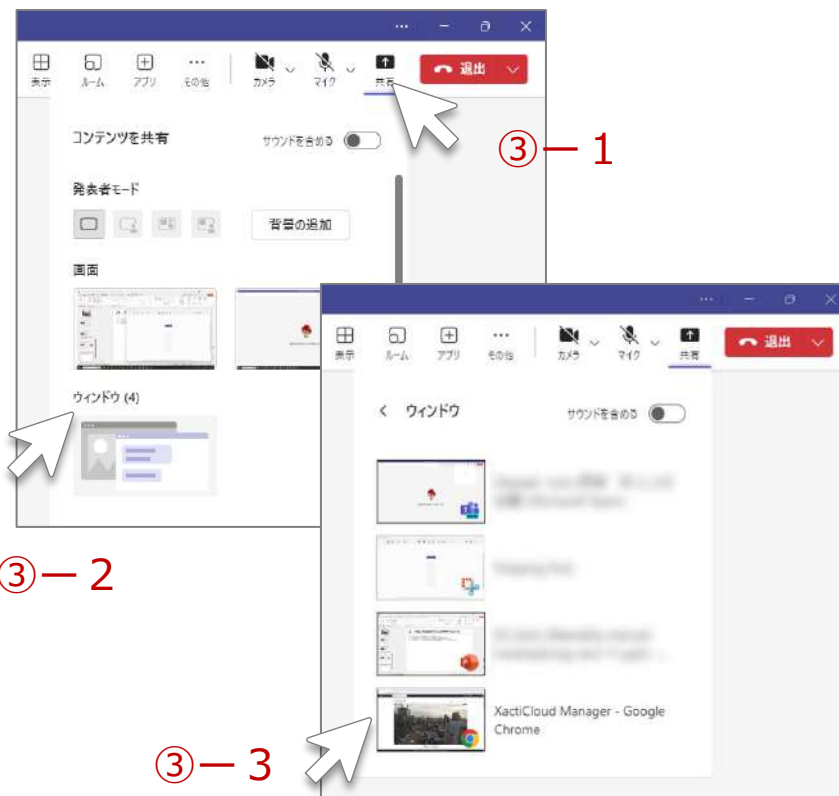 表示 ルーム アプリ その他 カメラ マイク 共有 退出
コンテンツを共有 サウンドを含める
③ー 1
発表者モード
背景の追加
画面
ウィンドウ (4)
③ー 2
表示 ルーム アプリ その他 カメラ マイク 共有 退出
ウィンドウ サウンドを含める
XactiCloud Manager - Google
Chrome
③ー 3